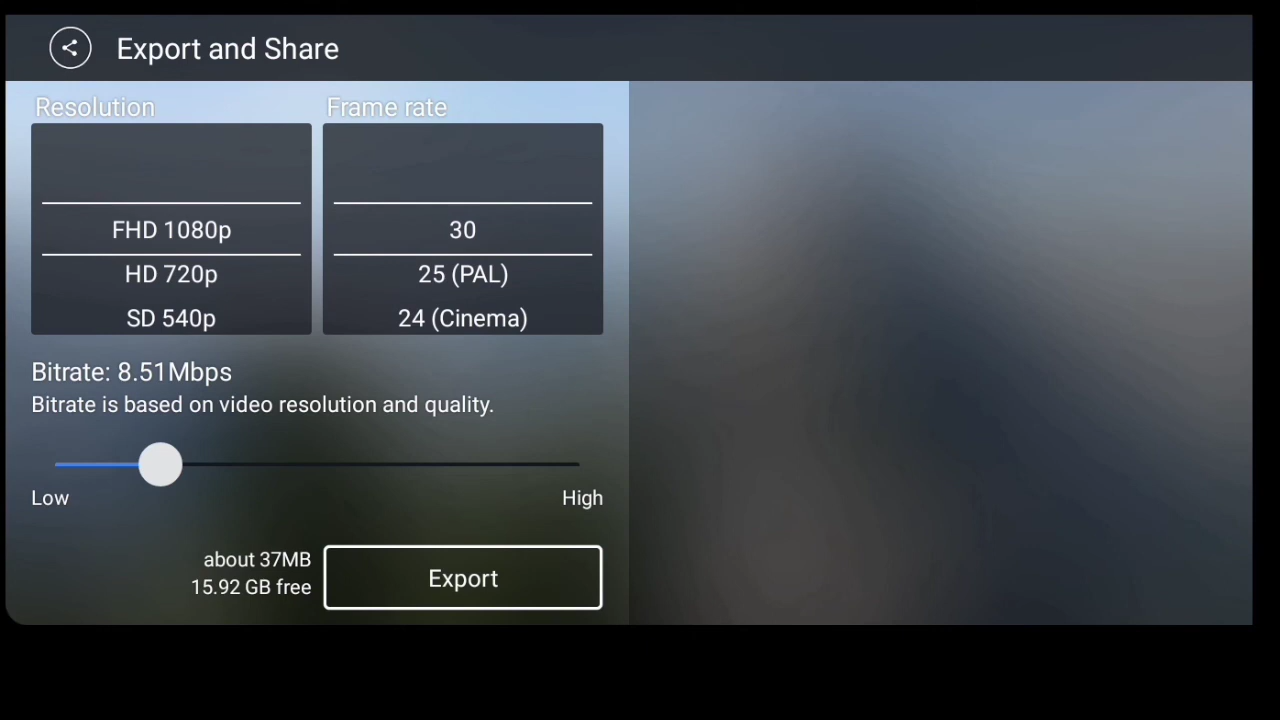 Export and Share
Resolution
Frame rate
FHD 1080p
HD 720p
SD 540p
30
25 (PAL)
24 (Cinema)
Bitrate: 8.51Mbps
Bitrate is based on video resolution and quality.
Low
High
about 37MB
15.92 GB free
Export